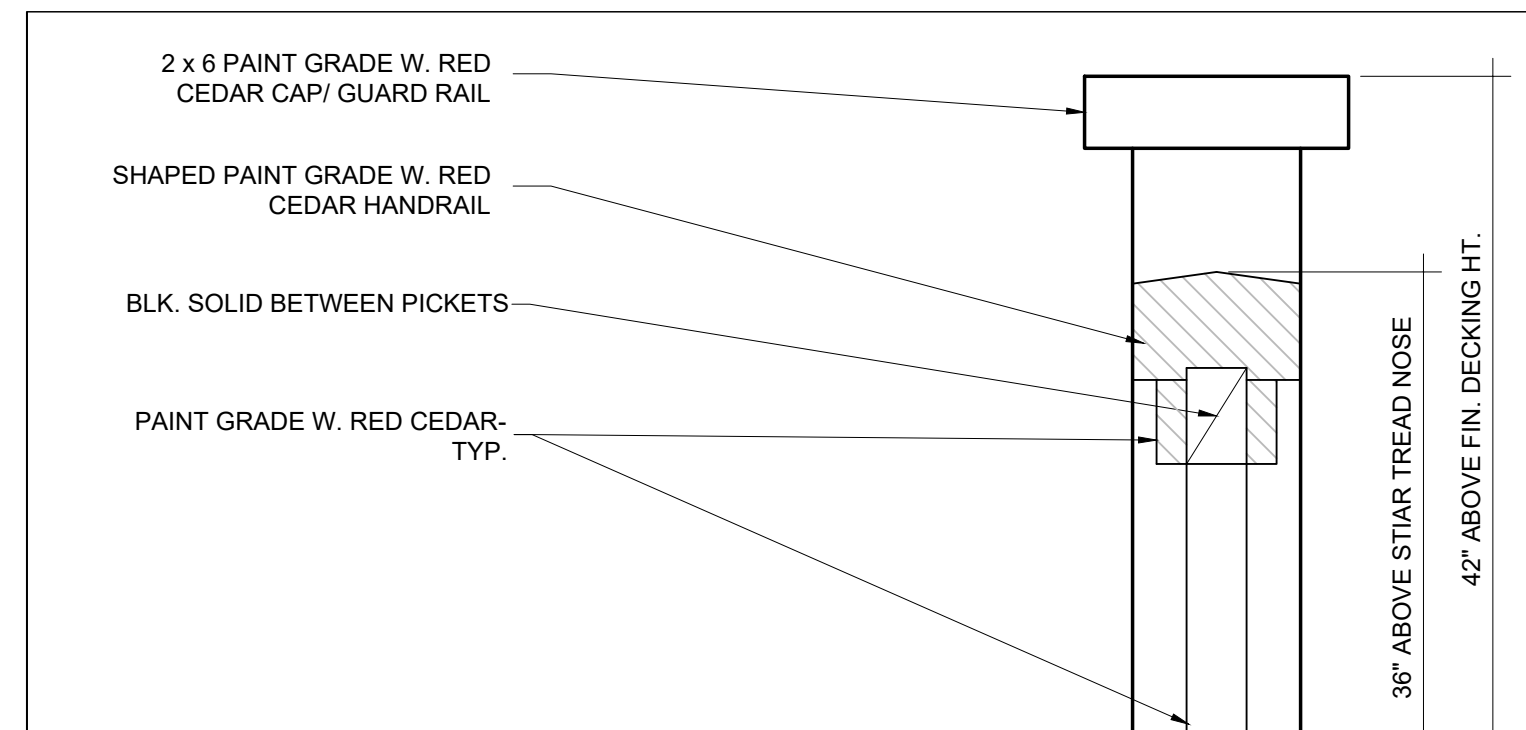 2 x 6 PAINT GRADE W. RED
CEDAR CAP/ GUARD RAIL
SHAPED PAINT GRADE W. RED
CEDAR HANDRAIL
BLK. SOLID BETWEEN PICKETS
PAINT GRADE W. RED CEDAR-
TYP.
36" ABOVE STIAR TREAD NOSE
42" ABOVE FIN. DECKING HT.